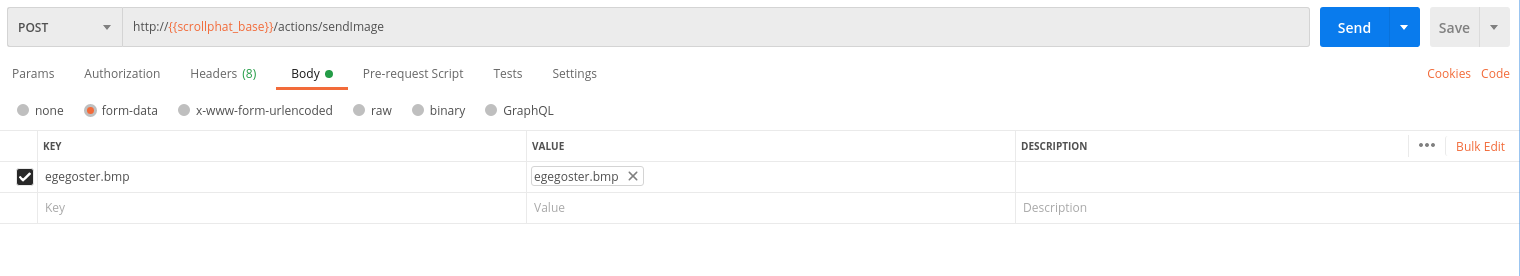 POST http://{{scrollphat_base}}/actions/sendImage Send Save
Params Authorization Headers (8) Body Pre-request Script Tests Settings Cookies Code
none form-data x-www-form-urlencoded raw binary GraphQL
KEY VALUE DESCRIPTION ••• Bulk Edit
egegoster.bmp egegoster.bmp
Key Value Description